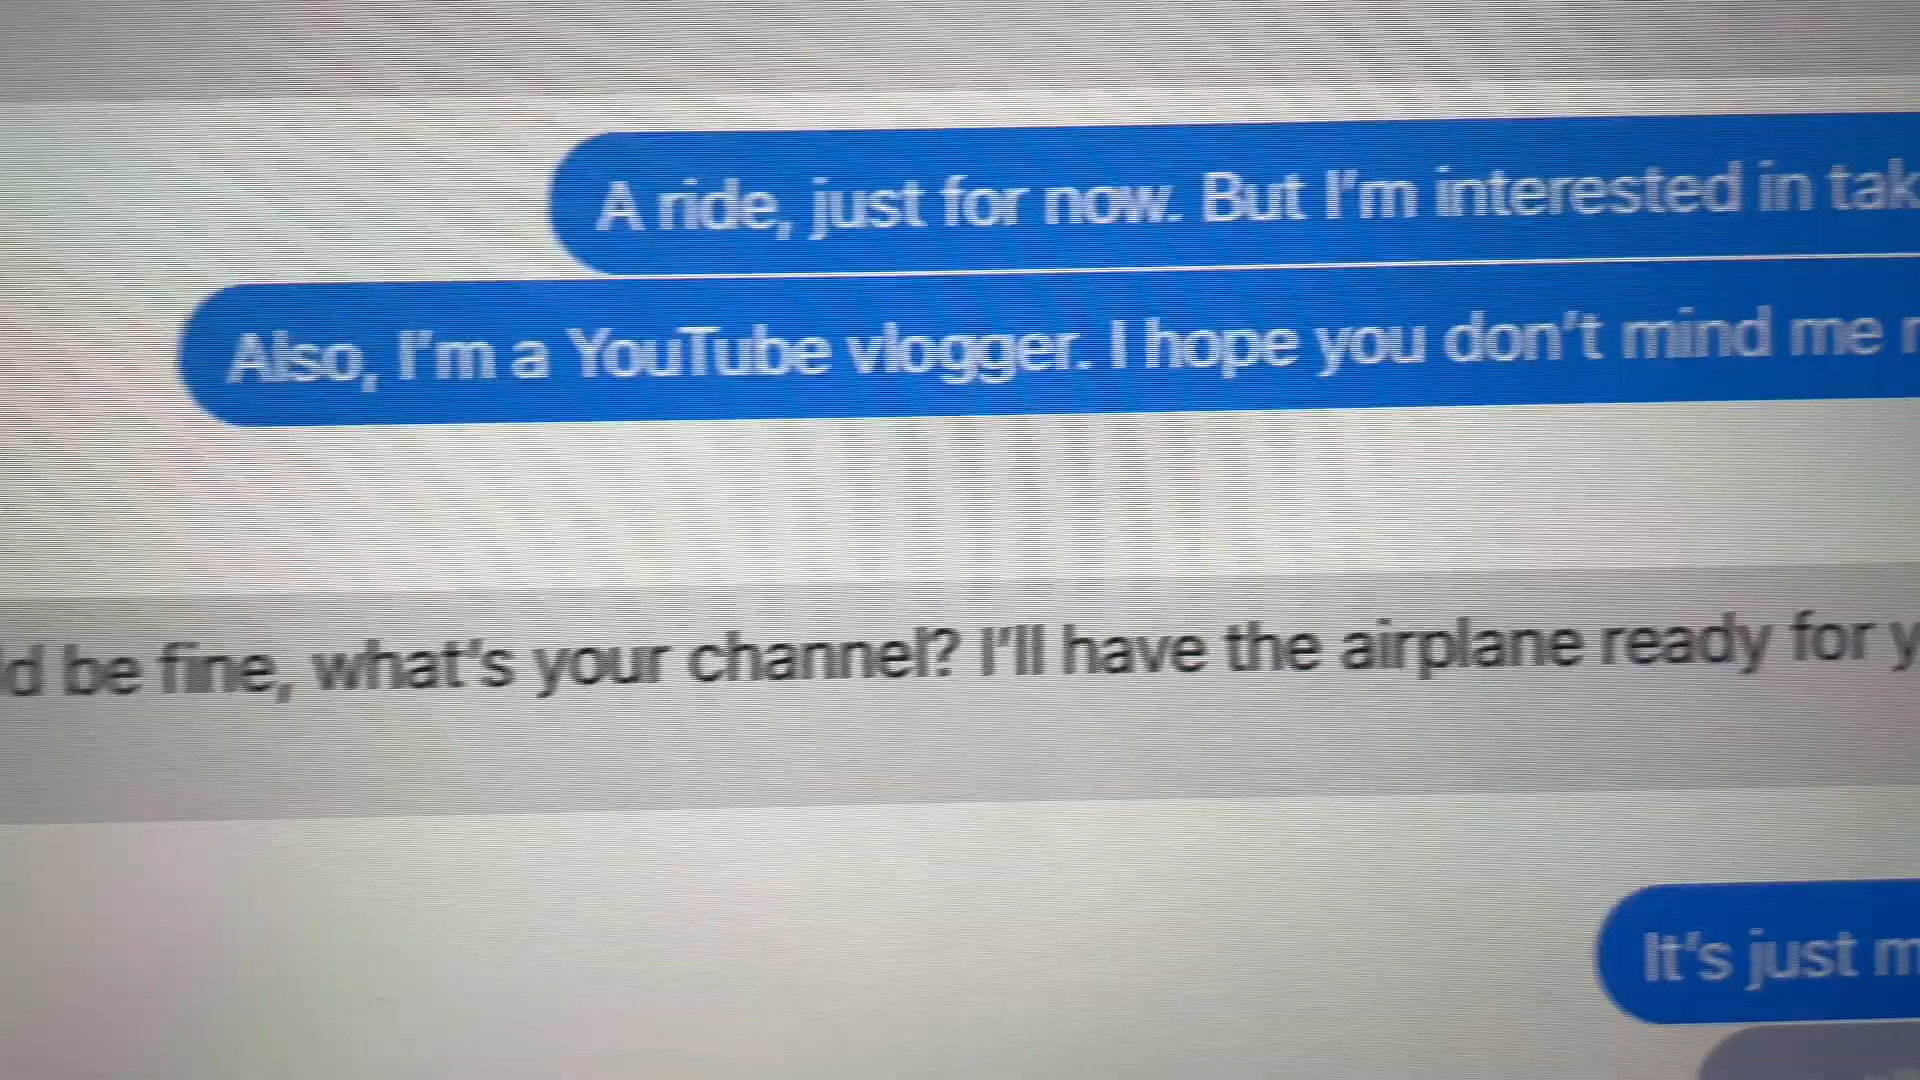 A ride, just for now. But I'm interested in tak
Also, I'm a YouTube vlogger. I hope you don't mind me
d be fine, what's your channel? I'll have the airplane ready for y
It's just m